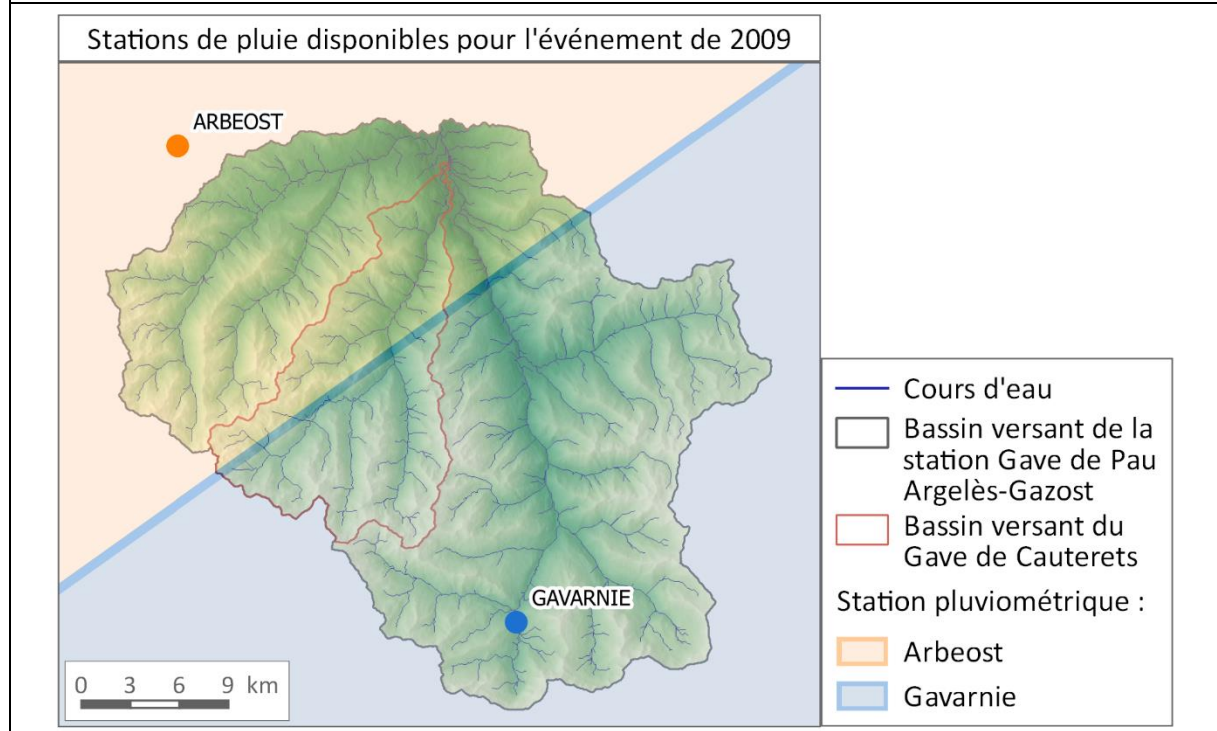 Stations de pluie disponibles pour l'événement de 2009
ARBEOST
GAVARNIE
0 3 6 9 km
Cours d'eau
Bassin versant de la
station Gave de Pau
Argelès-Gazost
Bassin versant du
Gave de Cauterets
Station pluviométrique :
Arbeost
Gavarnie